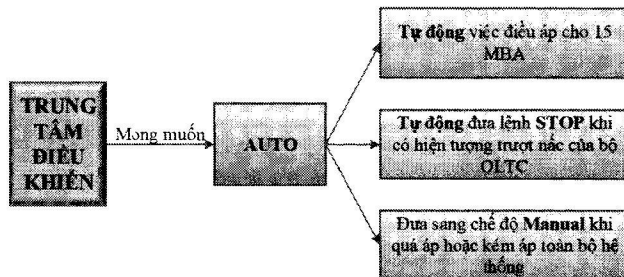 TRUNG
TÂM
ĐIỀU
KHIỂN
Mong muốn
AUTO
Tự động việc điều áp cho 15
MBA
Tự động đưa lệnh STOP khi
có hiện tượng trượt nấc của bộ
OLTC
Đưa sang chế độ Manual khi
quá áp hoặc kém áp toàn bộ hệ
thống